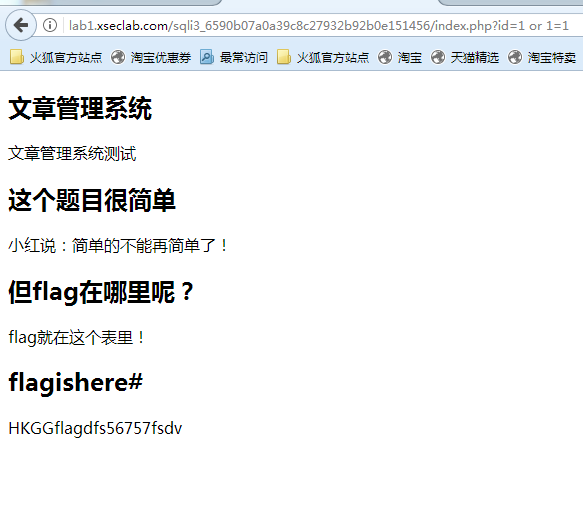 lab1.xseclab.com/sqli3_6590b07a0a39c8c27932b92b0e151456/index.php?id=1 or 1=1
火狐官方站点 淘宝优惠券 最常访问 火狐官方站点 淘宝 天猫精选 淘宝特卖
文章管理系统
文章管理系统测试
这个题目很简单
小红说：简单的不能再简单了！
但flag在哪里呢？
flag就在这个表里！
flagishere#
HKGGflagdfs56757fsdv